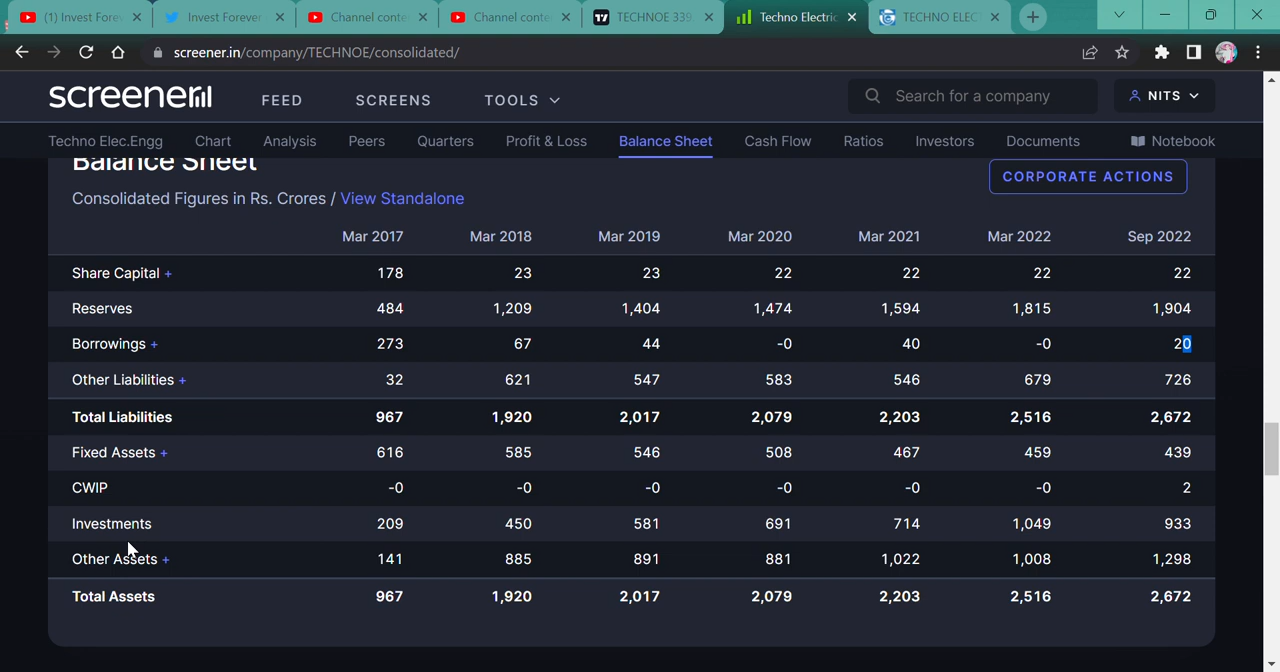 (1) Invest Fore
Invest Forever
Channel conte
Channel conte
TECHNOE 339
Techno Electric
TECHNO ELEC
screener.in/company/TECHNOE/consolidated/
screener
FEED
SCREENS
TOOLS
Search for a company
NITS
Techno Elec.Engg
Chart
Analysis
Peers
Quarters
Profit & Loss
Balance Sheet
Cash Flow
Ratios
Investors
Documents
Notebook
Balance Sheet
CORPORATE ACTIONS
Consolidated Figures in Rs. Crores / View Standalone
Mar 2017 Mar 2018 Mar 2019 Mar 2020 Mar 2021 Mar 2022 Sep 2022
Share Capital + 178 23 23 22 22 22 22
Reserves 484 1,209 1,404 1,474 1,594 1,815 1,904
Borrowings + 273 67 44 -0 40 -0 20
Other Liabilities + 32 621 547 583 546 679 726
Total Liabilities 967 1,920 2,017 2,079 2,203 2,516 2,672
Fixed Assets + 616 585 546 508 467 459 439
CWIP -0 -0 -0 -0 -0 -0 2
Investments 209 450 581 691 714 1,049 933
Other Assets + 141 885 891 881 1,022 1,008 1,298
Total Assets 967 1,920 2,017 2,079 2,203 2,516 2,672